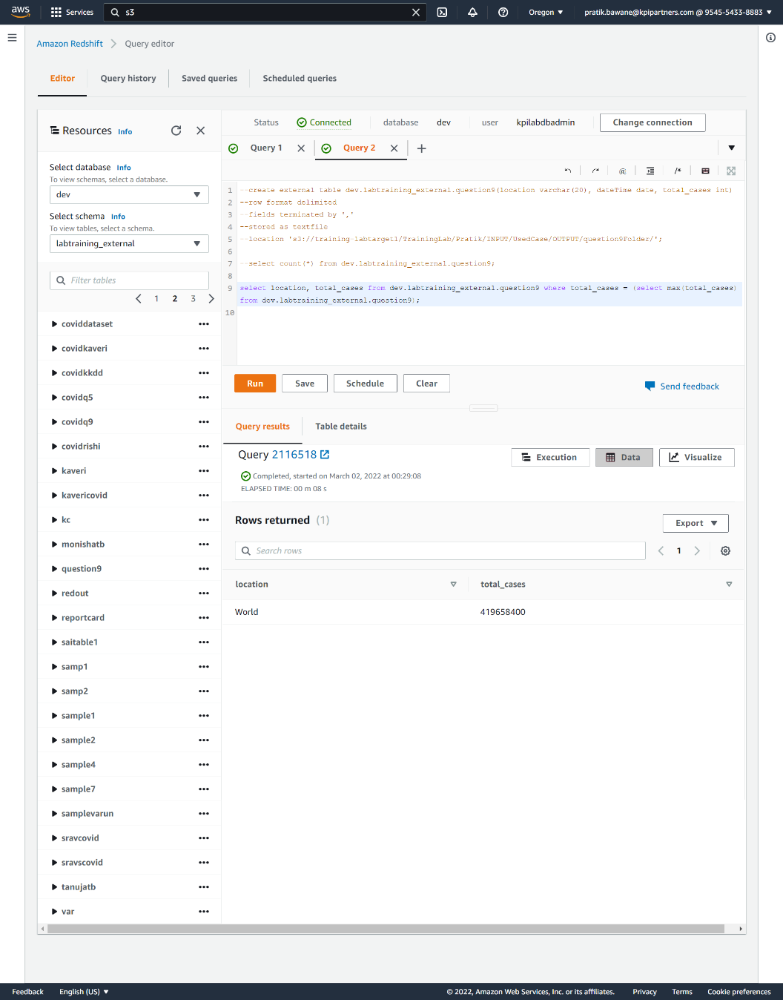 aws
Services
s3
Oregon ▼
pratik.bawane@kpipartners.com @ 9545-5433-8883 ▼
Amazon Redshift > Query editor
Editor
Query history
Saved queries
Scheduled queries
Resources Info
Select database Info
To view schemas, select a database.
dev
Select schema Info
To view tables, select a schema.
labtraining_external
Filter tables
1 2 3
coviddataset
covidkaveri
covidkkdd
covidq5
covidq9
covidrishi
kaveri
kavericovid
kc
monishatb
question9
redout
reportcard
saitable1
samp1
samp2
sample1
sample2
sample4
sample7
samplevarun
sravcovid
sravscovid
tanujatb
var
Status Connected database dev user kpilabdbadmin Change connection
Query 1
Query 2
1 --create external table dev.labtraining_external.question9(location varchar(20), dateTime date, total_cases int)
2 --row format delimited
3 --fields terminated by ','
4 --stored as textfile
5 --location 's3://training-labtarget1/TrainingLab/Pratik/INPUT/UsedCase/OUTPUT/question9Folder/';
6
7 --select count(*) from dev.labtraining_external.question9;
8
9 select location, total_cases from dev.labtraining_external.question9 where total_cases = (select max(total_cases)
from dev.labtraining_external.question9);
10
Run Save Schedule Clear
Send feedback
Query results
Table details
Query 2116518
Execution Data Visualize
Completed, started on March 02, 2022 at 00:29:08
ELAPSED TIME: 00 m 08 s
Rows returned (1)
Export
Search rows
1
location total_cases
World 419658400
Feedback English (US) ▼ © 2022, Amazon Web Services, Inc. or its affiliates. Privacy Terms Cookie preferences